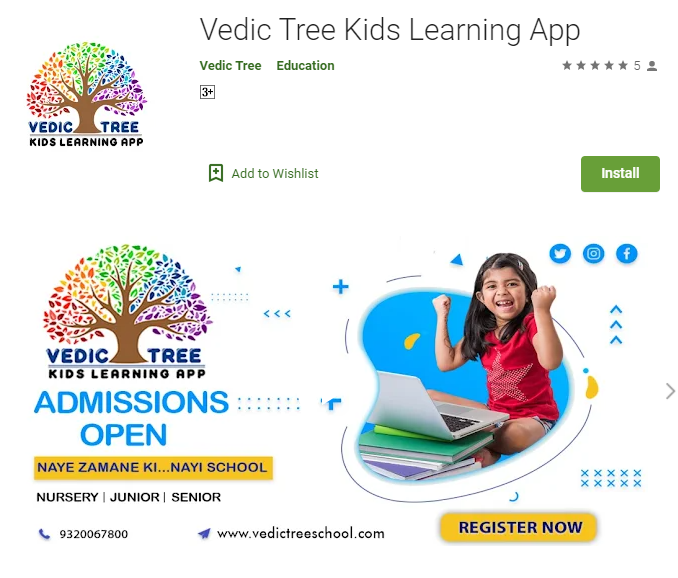 Vedic Tree Kids Learning App
Vedic Tree Education
5
3+
VEDIC TREE
KIDS LEARNING APP
Add to Wishlist
Install
VEDIC TREE
KIDS LEARNING APP
ADMISSIONS
OPEN
NAYE ZAMANE KI...NAYI SCHOOL
NURSERY | JUNIOR | SENIOR
9320067800
www.vedictreeschool.com
REGISTER NOW